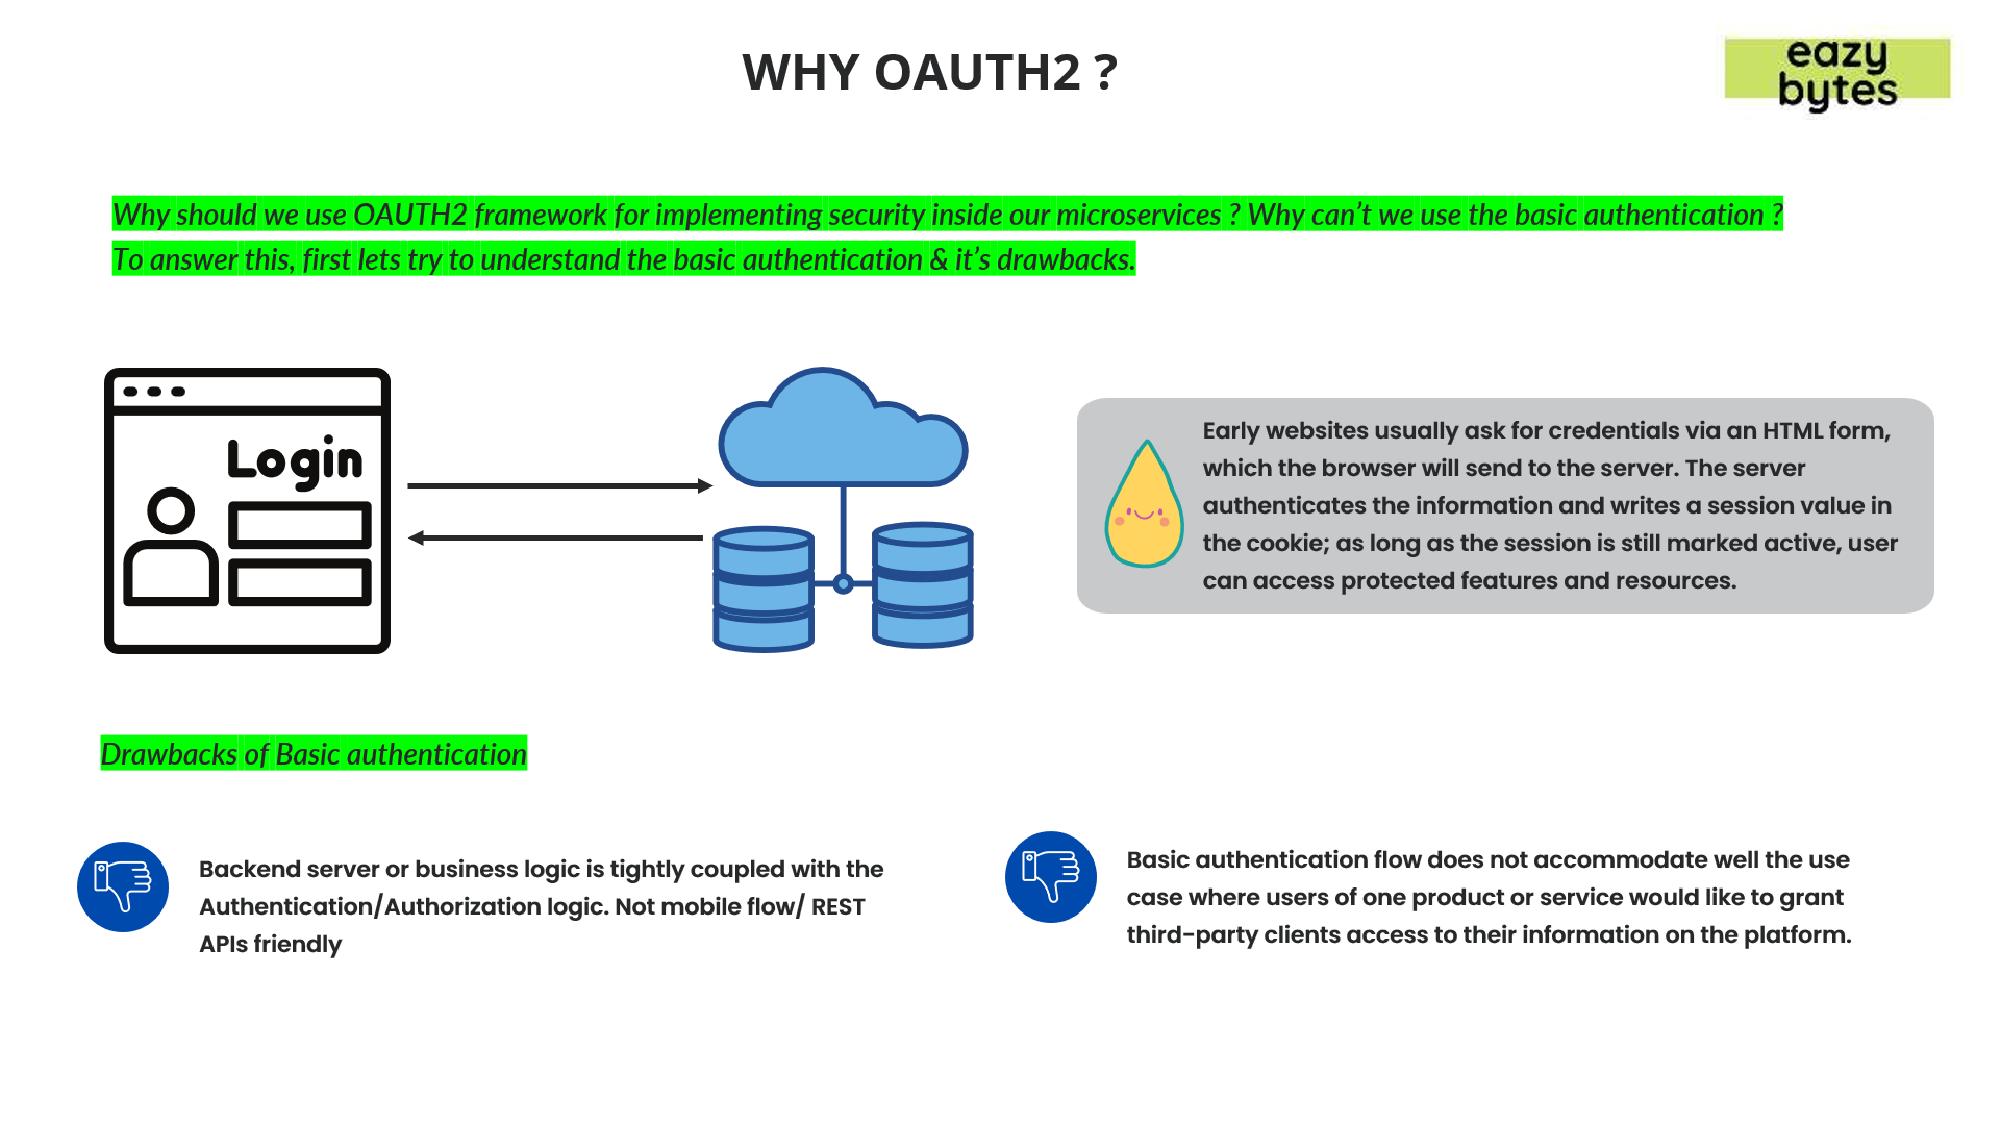 WHY OAUTH2 ?
eazy
bytes
Why should we use OAUTH2 framework for implementing security inside our microservices ? Why can’t we use the basic authentication ?
To answer this, first lets try to understand the basic authentication & it’s drawbacks.
Login
Early websites usually ask for credentials via an HTML form,
which the browser will send to the server. The server
authenticates the information and writes a session value in
the cookie; as long as the session is still marked active, user
can access protected features and resources.
Drawbacks of Basic authentication
Backend server or business logic is tightly coupled with the
Authentication/Authorization logic. Not mobile flow/ REST
APIs friendly
Basic authentication flow does not accommodate well the use
case where users of one product or service would like to grant
third-party clients access to their information on the platform.